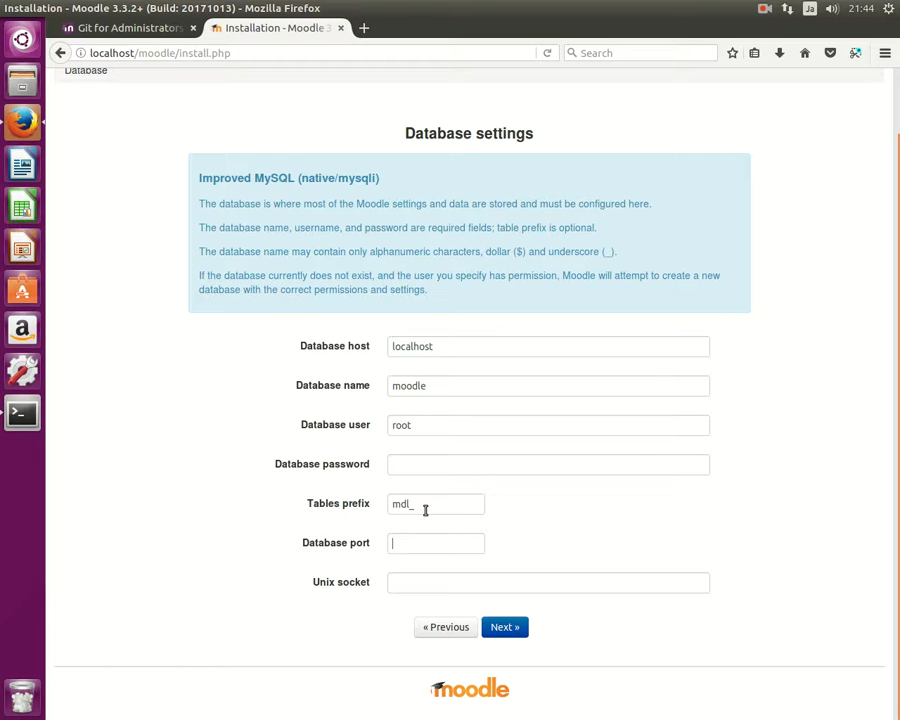 Installation - Moodle 3.3.2+ (Build: 20171013) - Mozilla Firefox
Ja
21:44
Git for Administrators
Installation - Moodle 3
localhost/moodle/install.php
Search
Database
Database settings
Improved MySQL (native/mysqli)
The database is where most of the Moodle settings and data are stored and must be configured here.
The database name, username, and password are required fields; table prefix is optional.
The database name may contain only alphanumeric characters, dollar ($) and underscore (_).
If the database currently does not exist, and the user you specify has permission, Moodle will attempt to create a new
database with the correct permissions and settings.
Database host
localhost
Database name
moodle
Database user
root
Database password
Tables prefix
mdl_
Database port
Unix socket
« Previous
Next »
moodle